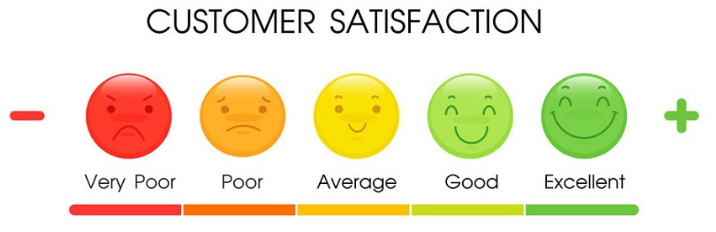 CUSTOMER SATISFACTION
- +
Very Poor Poor Average Good Excellent